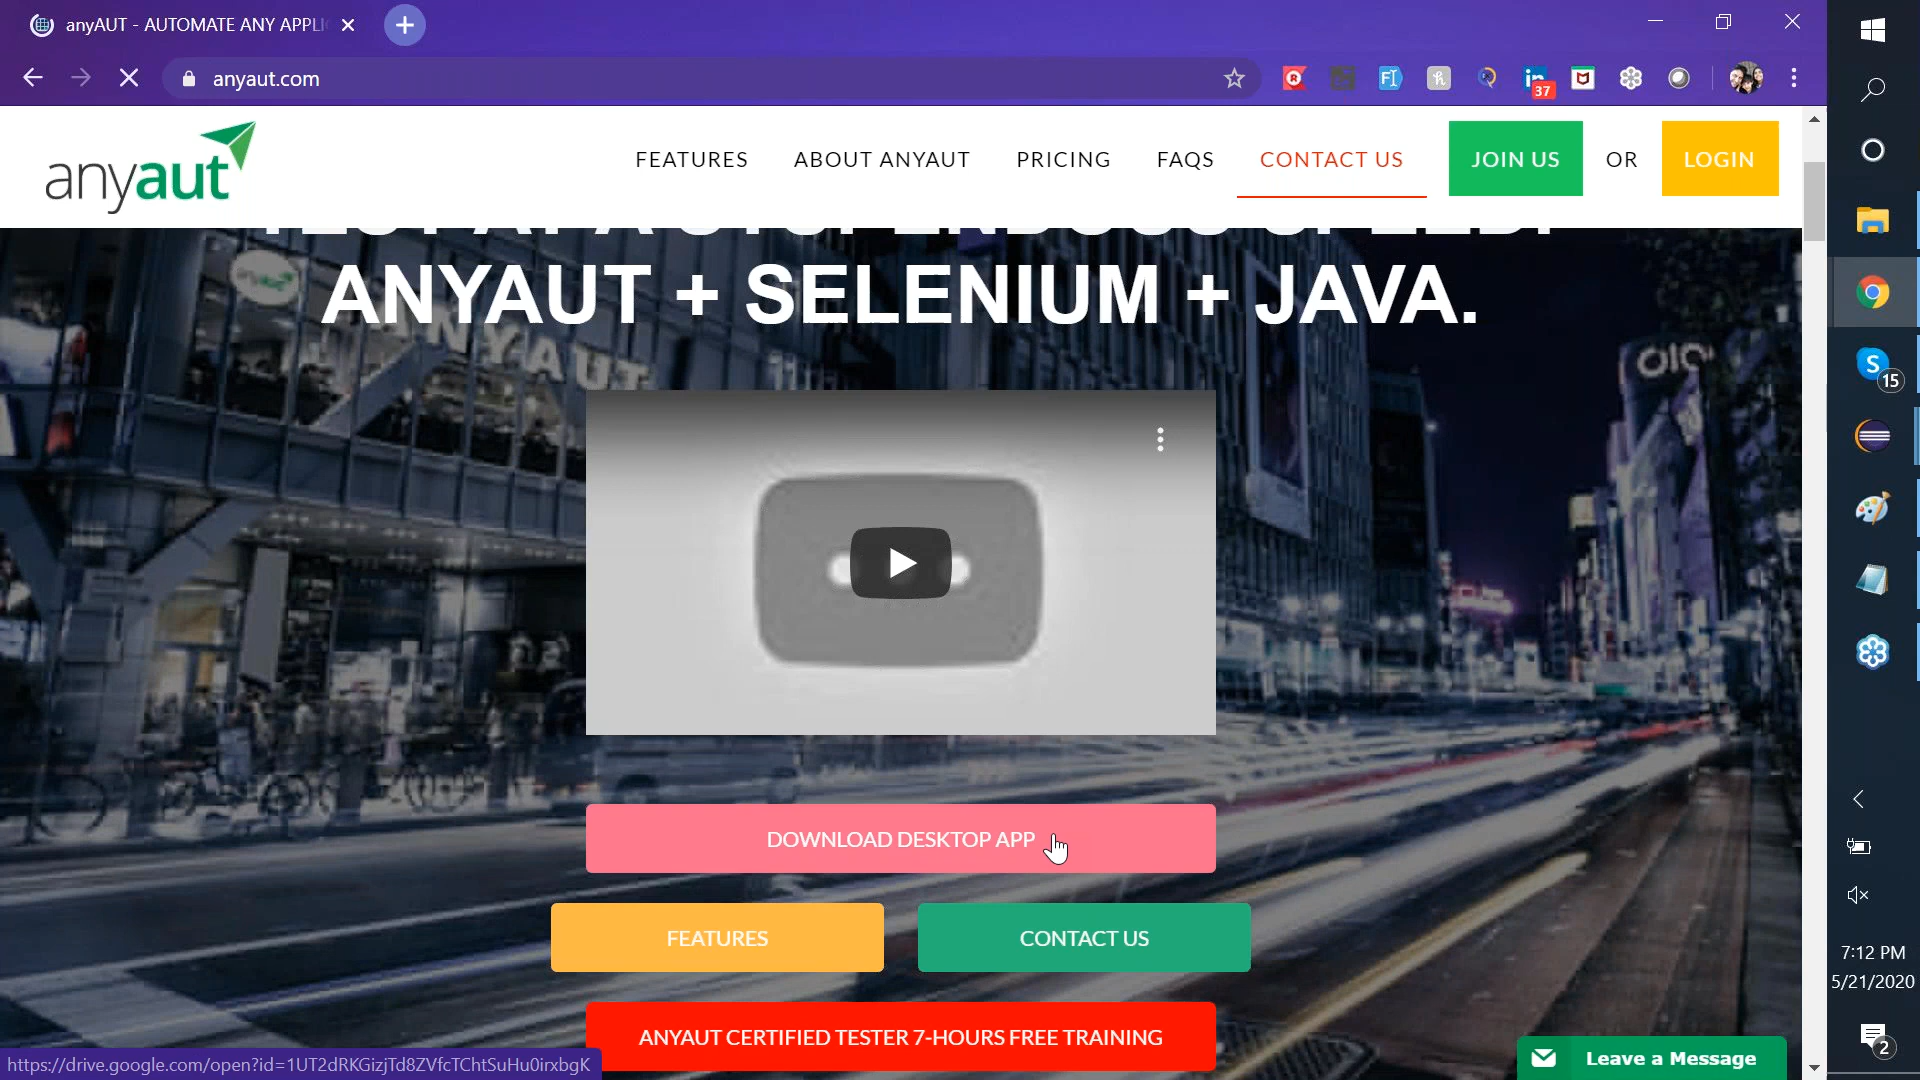 anyAUT - AUTOMATE ANY APPLI
anyaut.com
37
anyaut
FEATURES
ABOUT ANYAUT
PRICING
FAQS
CONTACT US
JOIN US
OR
LOGIN
ANYAUT + SELENIUM + JAVA.
ANYAUT
15
DOWNLOAD DESKTOP APP
FEATURES
CONTACT US
ANYAUT CERTIFIED TESTER 7-HOURS FREE TRAINING
7:12 PM
5/21/2020
2
Leave a Message
https://drive.google.com/open?id=1UT2dRKGizjTd8ZVfcTChtSuHu0irxbgK